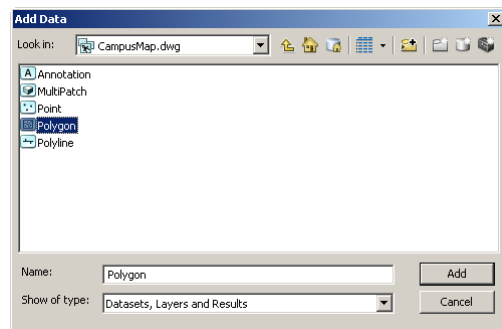 Add Data
Look in: CampusMap.dwg
A Annotation
MultiPatch
Point
Polygon
Polyline
Name: Polygon Add
Show of type: Datasets, Layers and Results Cancel